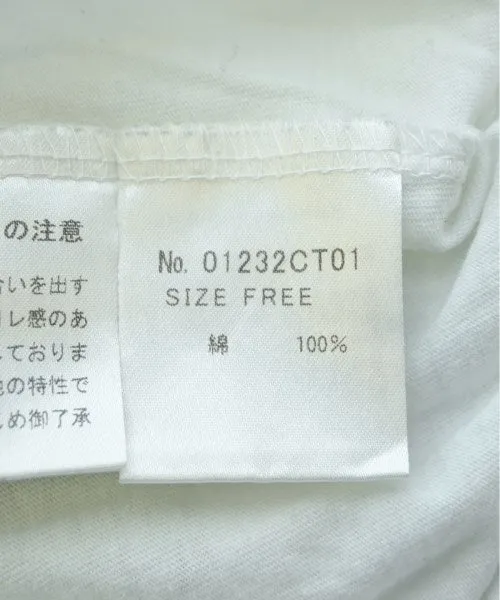 の注意
いを出す
レ感のあ
ておりま
の特性で
め御了承
No. 01232CT01
SIZE FREE
綿 100%